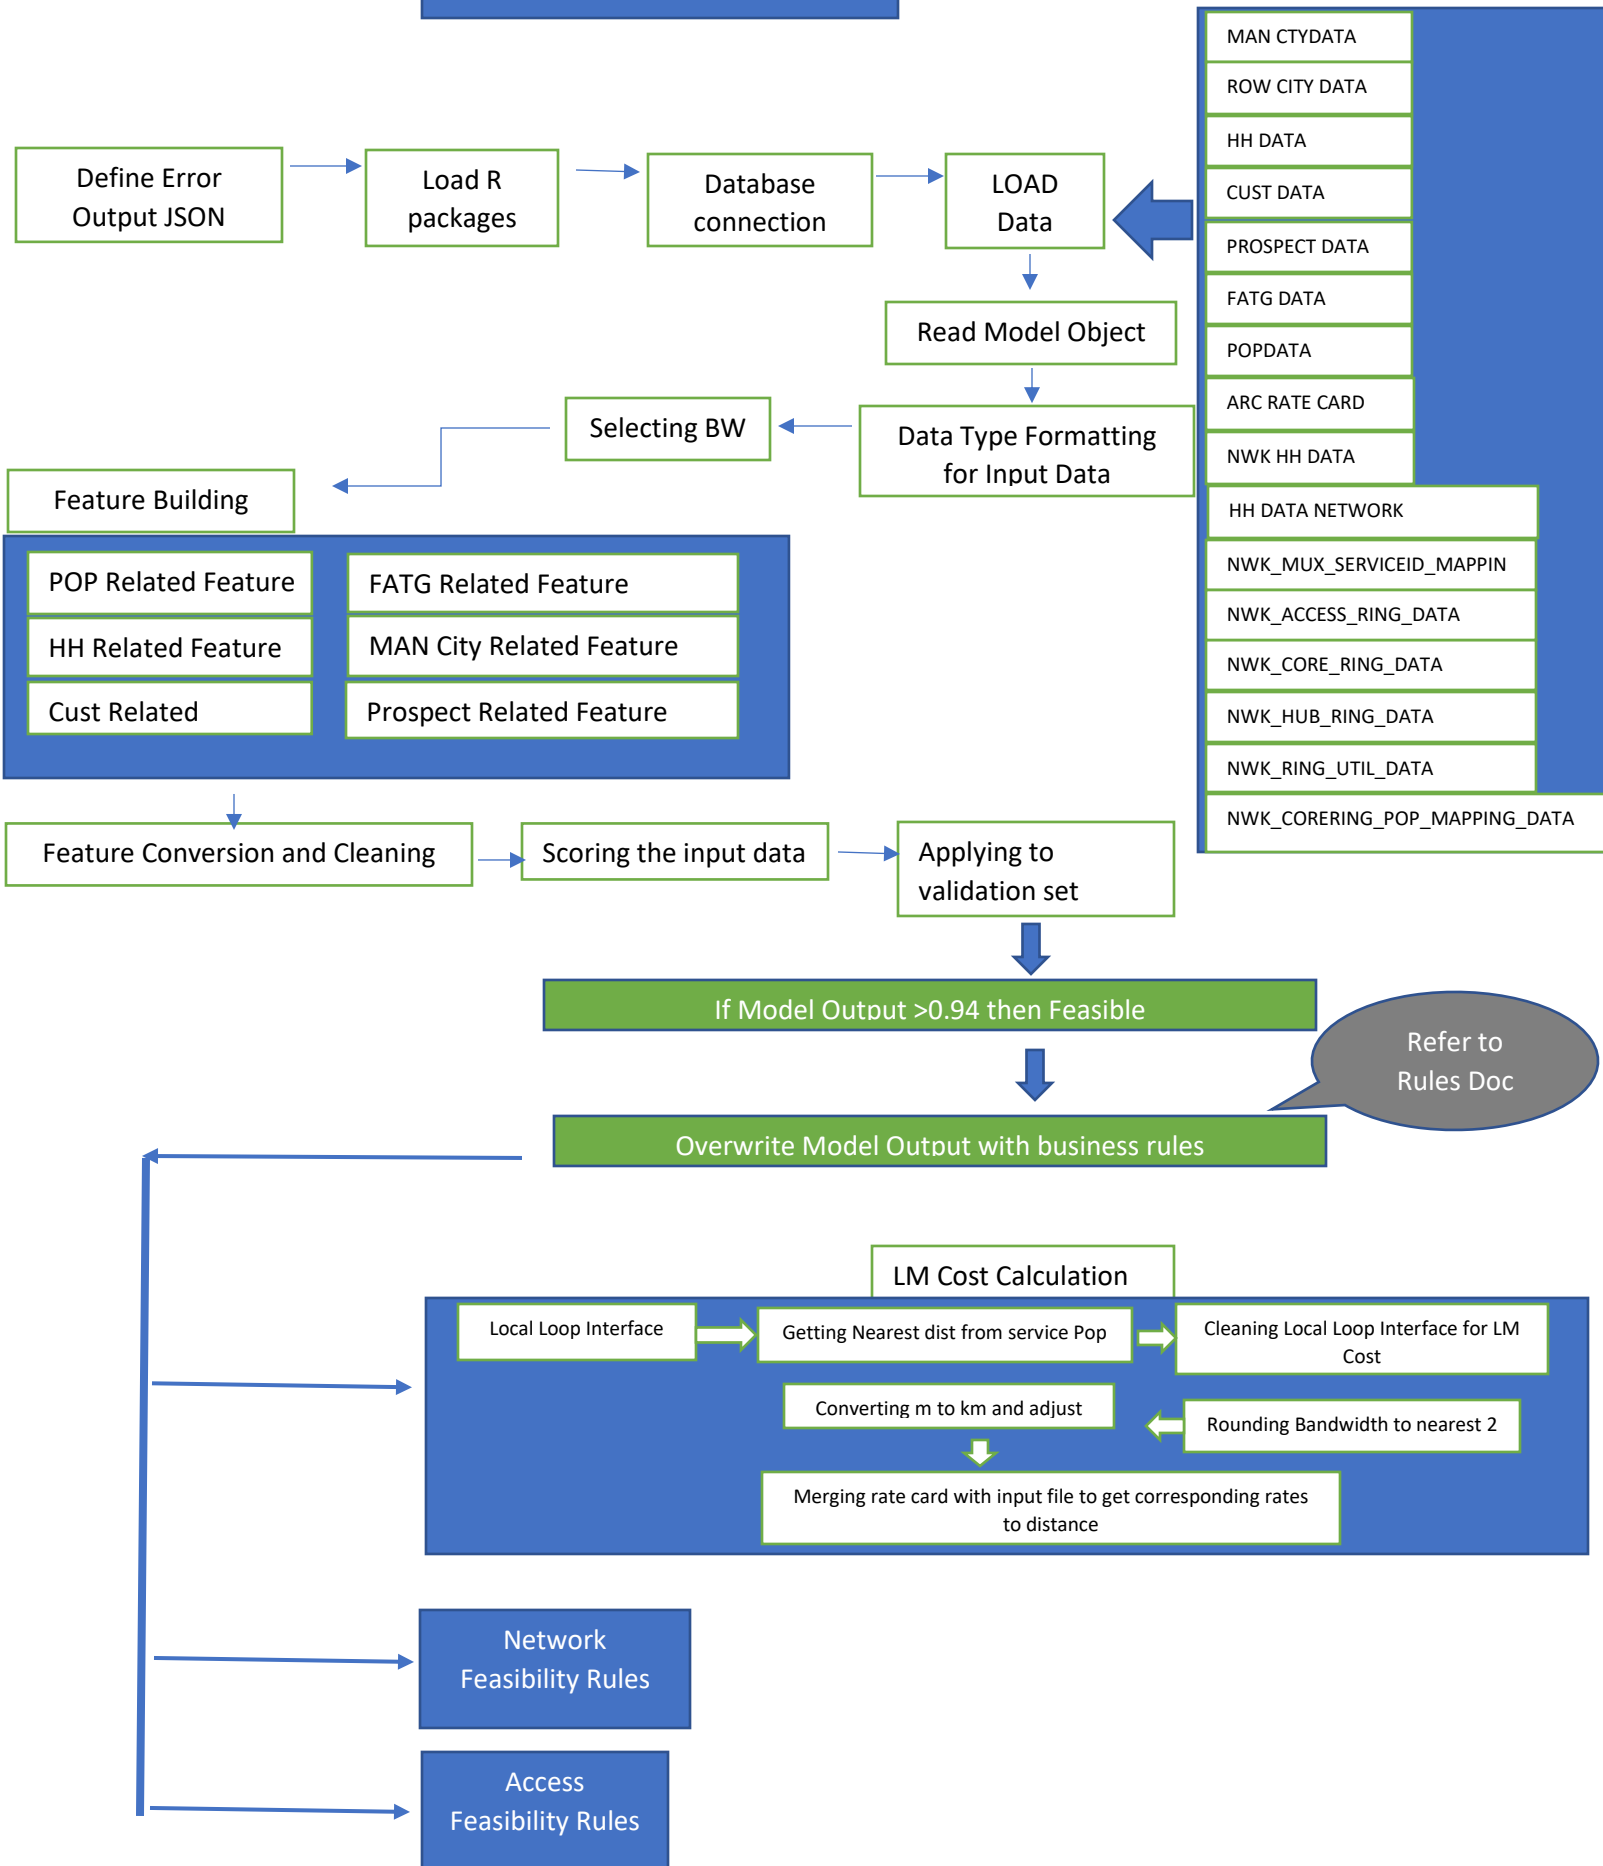 Define Error
Output JSON
Load R
packages
Database
connection
LOAD
Data
MAN CTYDATA
ROW CITY DATA
HH DATA
CUST DATA
PROSPECT DATA
FATG DATA
POPDATA
ARC RATE CARD
NWK HH DATA
HH DATA NETWORK
NWK_MUX_SERVICEID_MAPPIN
NWK_ACCESS_RING_DATA
NWK_CORE_RING_DATA
NWK_HUB_RING_DATA
NWK_RING_UTIL_DATA
NWK_CORERING_POP_MAPPING_DATA
Read Model Object
Data Type Formatting
for Input Data
Selecting BW
Feature Building
POP Related Feature
HH Related Feature
Cust Related
FATG Related Feature
MAN City Related Feature
Prospect Related Feature
Feature Conversion and Cleaning
Scoring the input data
Applying to
validation set
If Model Output >0.94 then Feasible
Refer to
Rules Doc
Overwrite Model Output with business rules
LM Cost Calculation
Local Loop Interface
Getting Nearest dist from service Pop
Cleaning Local Loop Interface for LM
Cost
Rounding Bandwidth to nearest 2
Converting m to km and adjust
Merging rate card with input file to get corresponding rates
to distance
Network
Feasibility Rules
Access
Feasibility Rules